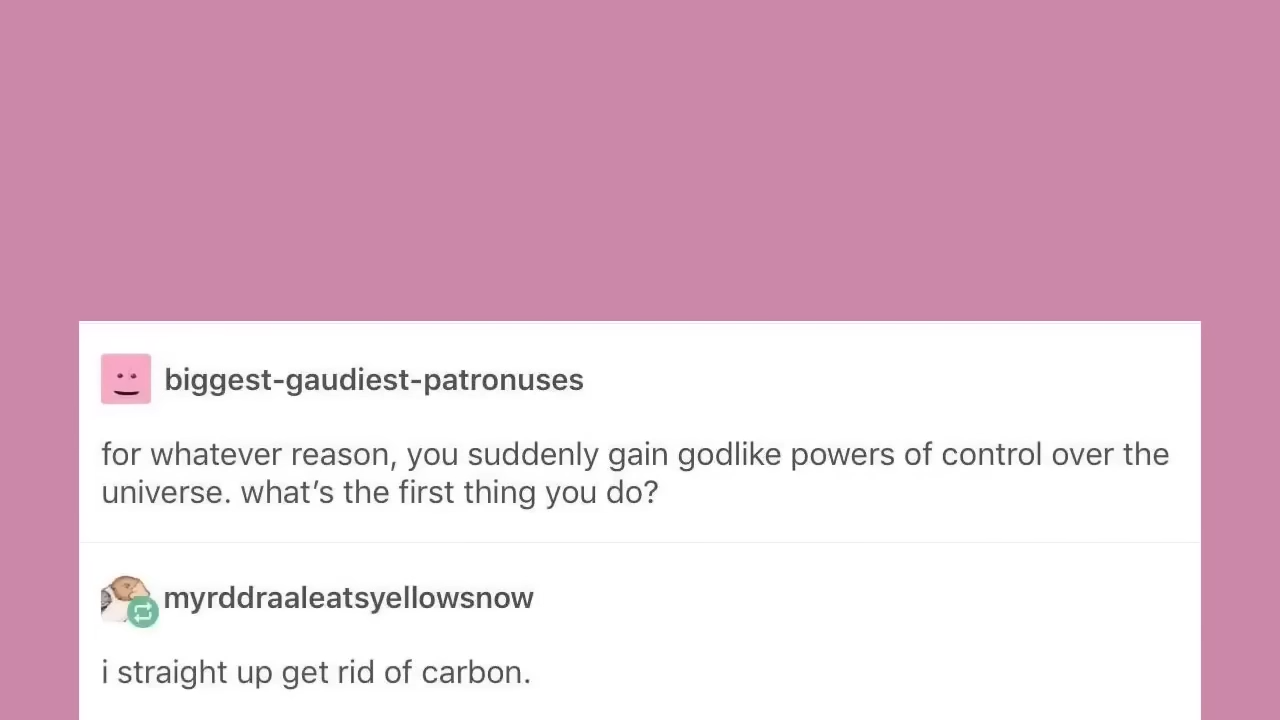 biggest-gaudiest-patronuses
for whatever reason, you suddenly gain godlike powers of control over the
universe. what’s the first thing you do?
myrddraaleatsyellowsnow
i straight up get rid of carbon.